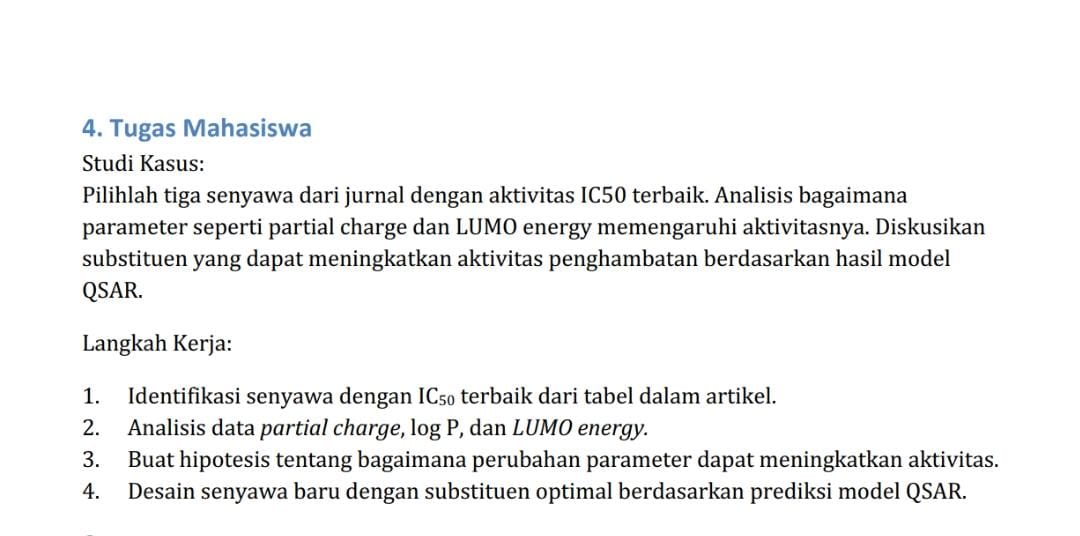 4. Tugas Mahasiswa
Studi Kasus:
Pilihlah tiga senyawa dari jurnal dengan aktivitas IC50 terbaik. Analisis bagaimana
parameter seperti partial charge dan LUMO energy memengaruhi aktivitasnya. Diskusikan
substituen yang dapat meningkatkan aktivitas penghambatan berdasarkan hasil model
QSAR.
Langkah Kerja:
1. Identifikasi senyawa dengan IC₅₀ terbaik dari tabel dalam artikel.
2. Analisis data partial charge, log P, dan LUMO energy.
3. Buat hipotesis tentang bagaimana perubahan parameter dapat meningkatkan aktivitas.
4. Desain senyawa baru dengan substituen optimal berdasarkan prediksi model QSAR.